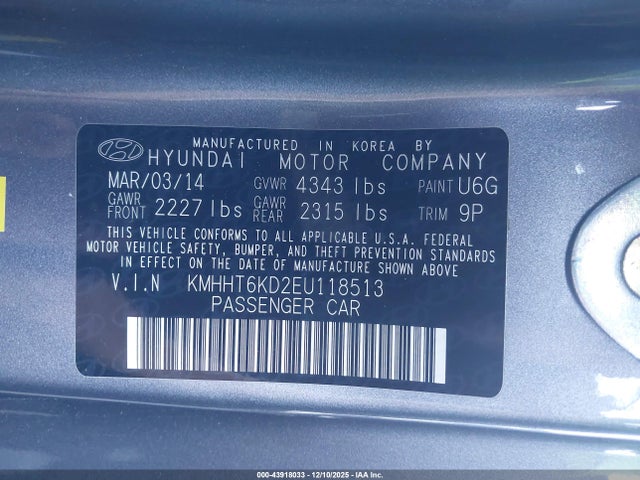 MANUFACTURED IN KOREA BY
HYUNDAI MOTOR COMPANY
MAR/03/14 GVWR 4343 lbs PAINT U6G
GAWR FRONT 2227 lbs GAWR REAR 2315 lbs TRIM 9P
THIS VEHICLE CONFORMS TO ALL APPLICABLE U.S.A. FEDERAL
MOTOR VEHICLE SAFETY, BUMPER, AND THEFT PREVENTION STANDARDS
IN EFFECT ON THE DATE OF MANUFACTURE SHOWN ABOVE
V.I.N KMHHT6KD2EU118513
PASSENGER CAR
000-43918033 - 12/10/2025 - IAA Inc.